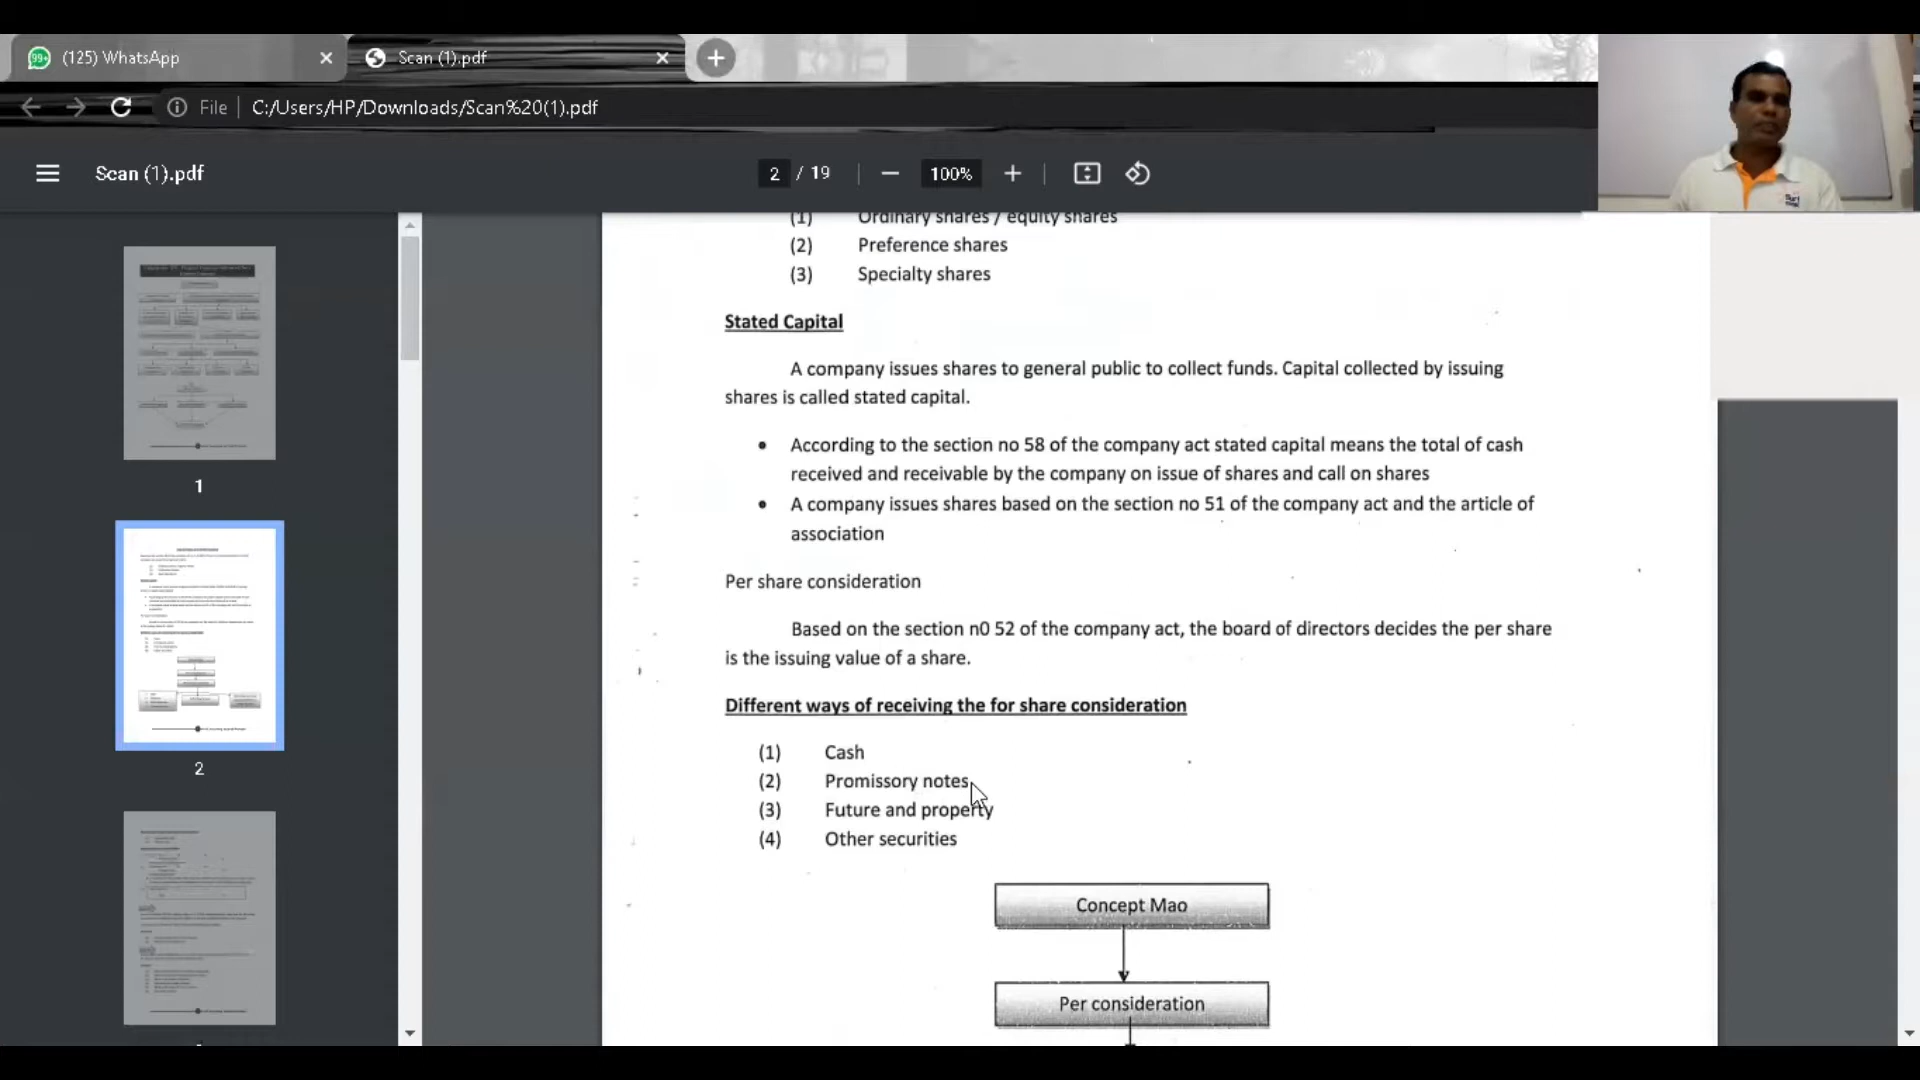 (125) WhatsApp
Scan (1).pdf
File
C:/Users/HP/Downloads/Scan%20(1).pdf
Scan (1).pdf
2 / 19
100%
(1) Ordinary shares / equity shares
(2) Preference shares
(3) Specialty shares
Stated Capital
A company issues shares to general public to collect funds. Capital collected by issuing
shares is called stated capital.
• According to the section no 58 of the company act stated capital means the total of cash
received and receivable by the company on issue of shares and call on shares
• A company issues shares based on the section no 51 of the company act and the article of
association
Per share consideration
Based on the section n0 52 of the company act, the board of directors decides the per share
is the issuing value of a share.
Different ways of receiving the for share consideration
(1) Cash
(2) Promissory notes
(3) Future and property
(4) Other securities
Concept Mao
Per consideration
1
2